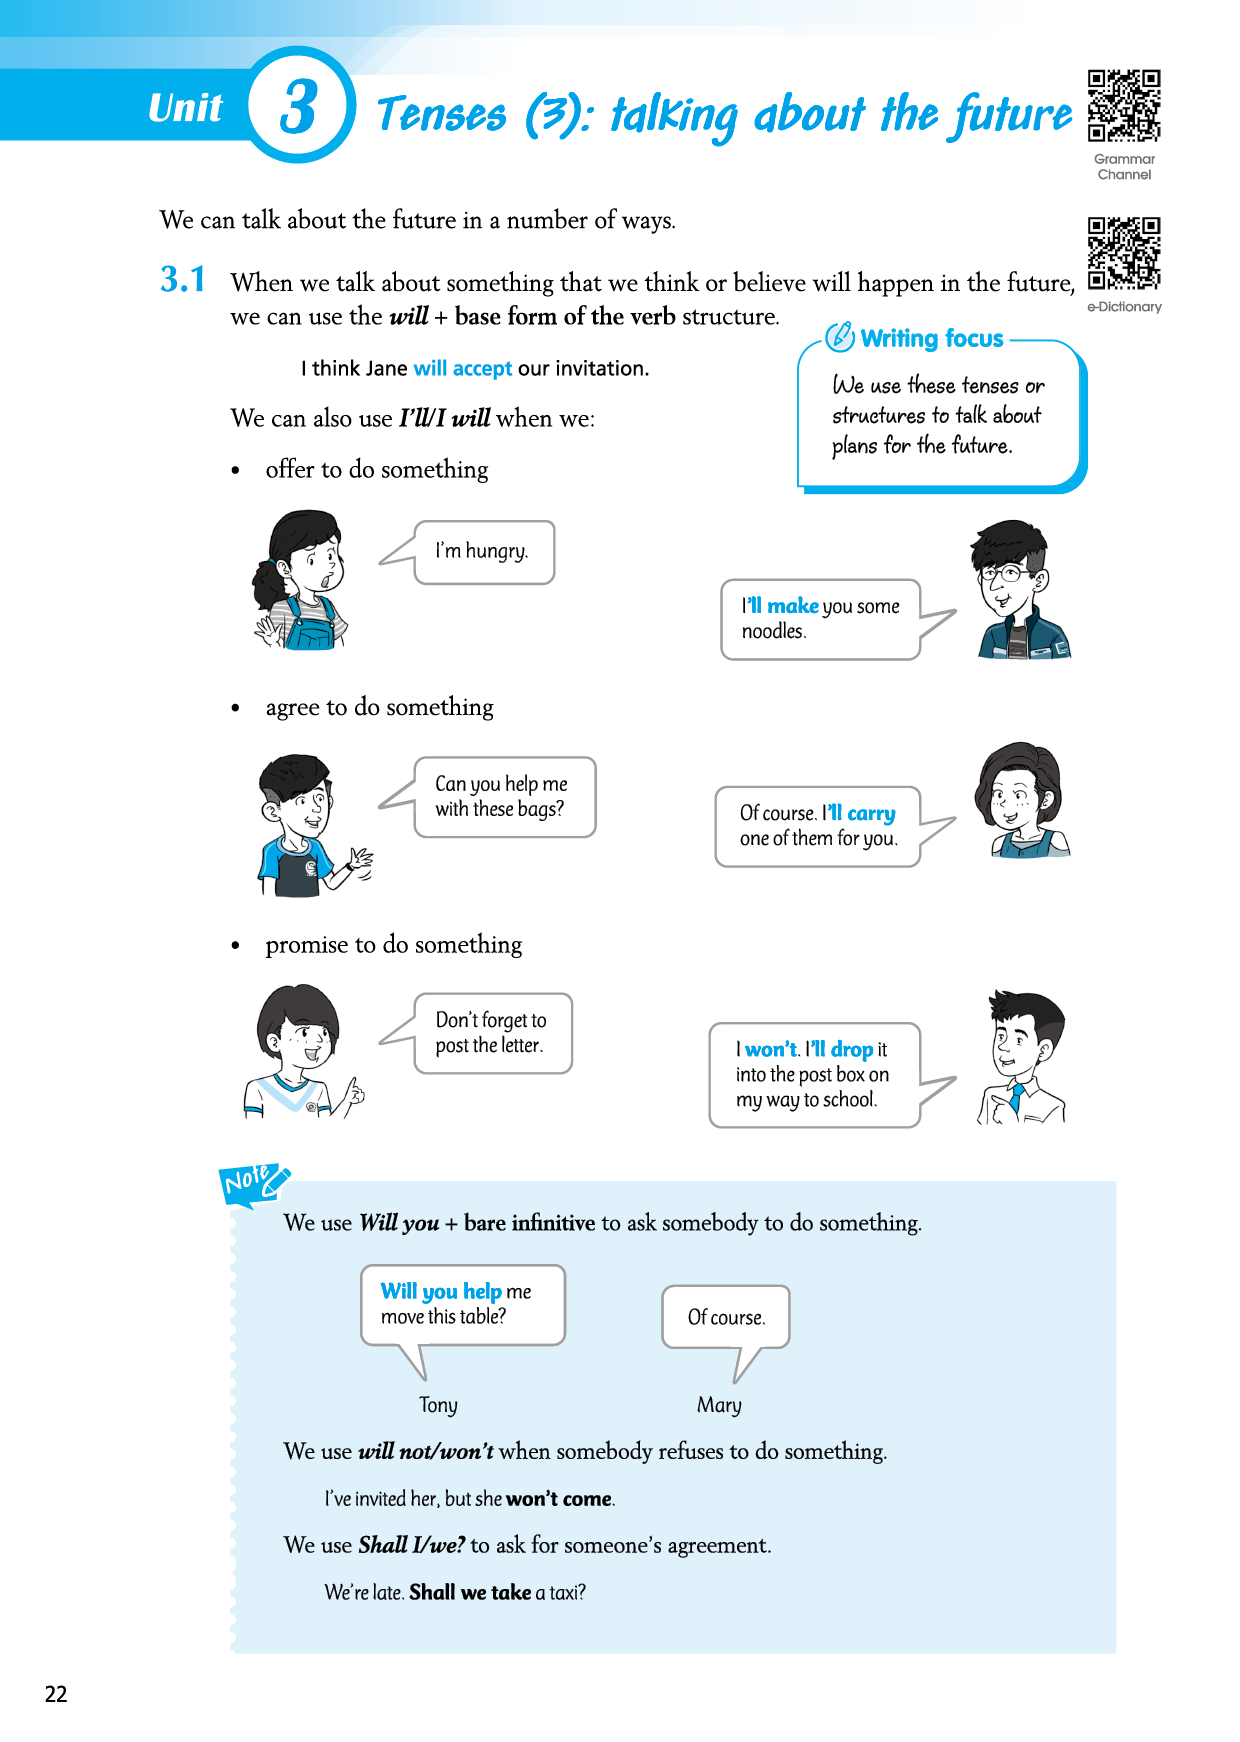 Unit 3 Tenses (3): talking about the future
Grammar
Channel
We can talk about the future in a number of ways.
e-Dictionary
3.1 When we talk about something that we think or believe will happen in the future,
we can use the will + base form of the verb structure.
I think Jane will accept our invitation.
Writing focus
We use these tenses or
structures to talk about
plans for the future.
We can also use I'll/I will when we:
• offer to do something
I'm hungry.
I'll make you some
noodles.
• agree to do something
Can you help me
with these bags?
Of course. I'll carry
one of them for you.
• promise to do something
Don't forget to
post the letter.
I won't. I'll drop it
into the post box on
my way to school.
Note
We use Will you + bare infinitive to ask somebody to do something.
Will you help me
move this table?
Of course.
Tony
Mary
We use will not/won't when somebody refuses to do something.
I've invited her, but she won't come.
We use Shall I/we? to ask for someone's agreement.
We're late. Shall we take a taxi?
22